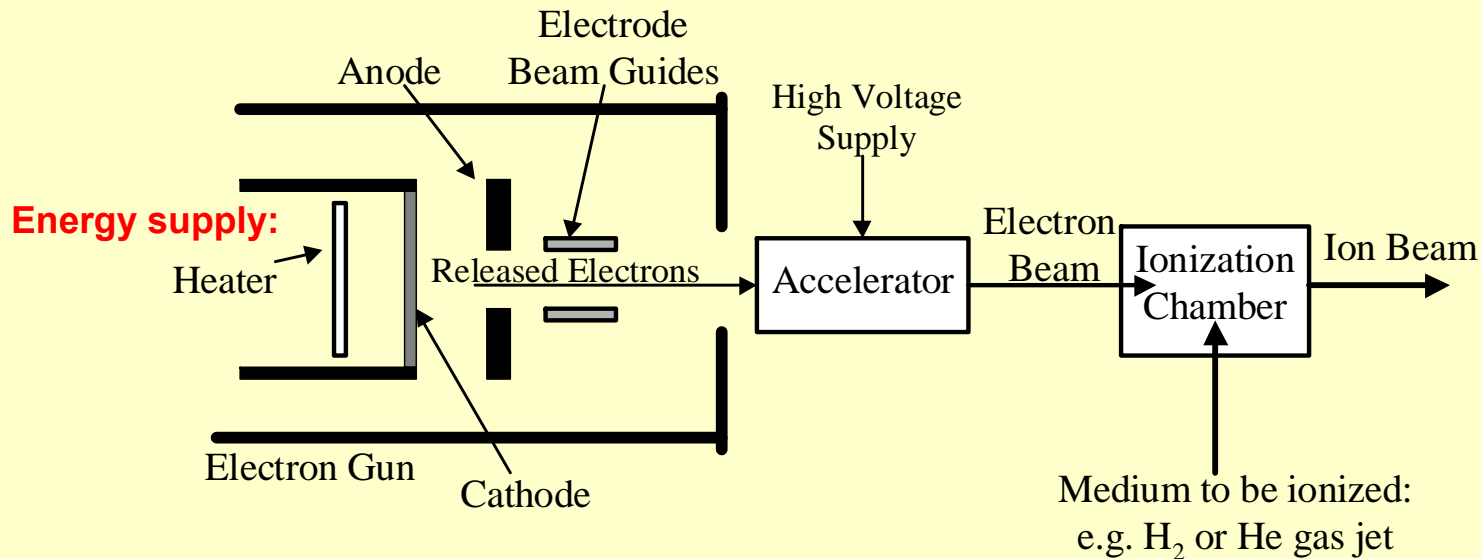 Electrode
Beam Guides
Anode
High Voltage
Supply
Energy supply:
Heater
Released Electrons
Accelerator
Electron
Beam
Ionization
Chamber
Ion Beam
Electron Gun
Cathode
Medium to be ionized:
e.g. H₂ or He gas jet